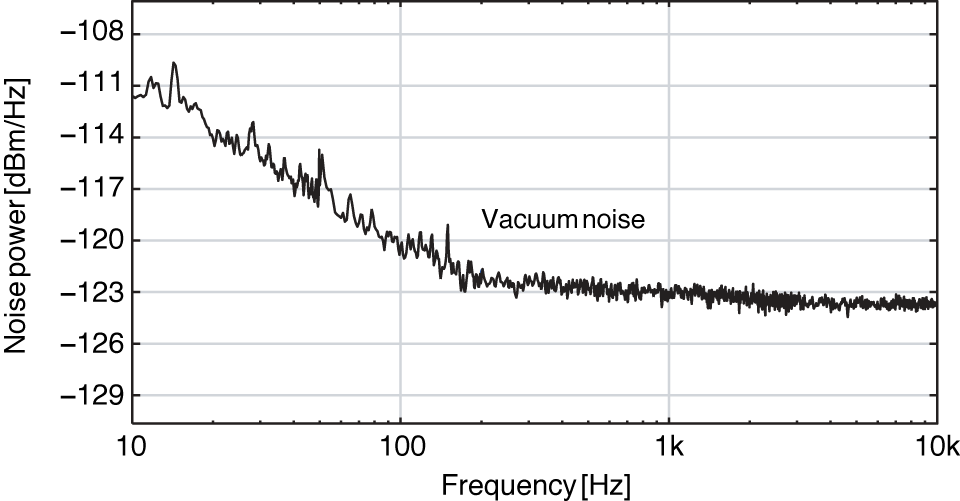 −108
−111
−114
−117
−120
−123
−126
−129
Noise power [dBm/Hz]
Vacuum noise
10 100 1k 10k
Frequency [Hz]